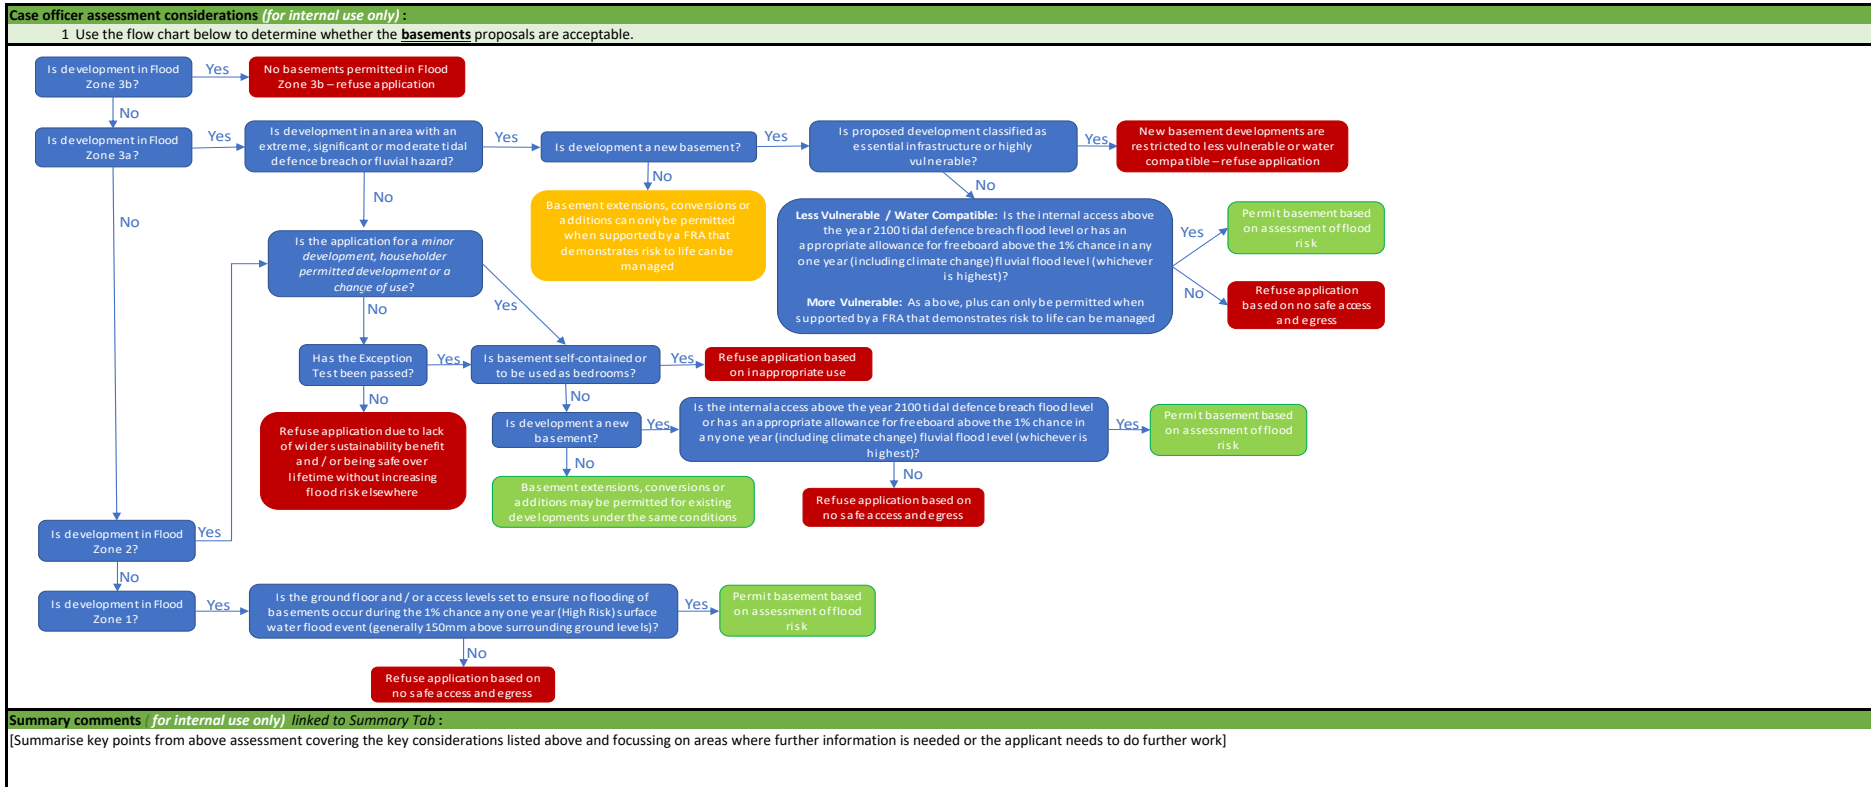 Case officer assessment considerations (for internal use only) :
1 Use the flow chart below to determine whether the basements proposals are acceptable.
Is development in Flood
Zone 3b?
Yes
No basements permitted in Flood
Zone 3b – refuse application
No
Is development in Flood
Zone 3a?
Yes
Is development in an area with an
extreme, significant or moderate tidal
defence breach or fluvial hazard?
Yes
Is development a new basement?
Yes
Is proposed development classified as
essential infrastructure or highly
vulnerable?
Yes
New basement developments are
restricted to less vulnerable or water
compatible – refuse application
No
No
No
No
Basement extensions, conversions or
additions can only be permitted
when supported by a FRA that
demonstrates risk to life can be
managed
Less Vulnerable / Water Compatible: Is the internal access above
the year 2100 tidal defence breach flood level or has an
appropriate allowance for freeboard above the 1% chance in any
one year (including climate change) fluvial flood level (whichever
is highest)?
More Vulnerable: As above, plus can only be permitted when
supported by a FRA that demonstrates risk to life can be managed
Yes
Permit basement based
on assessment of flood
risk
No
Refuse application
based on no safe access
and egress
Is the application for a minor
development, householder
permitted development or a
change of use?
No
Yes
Has the Exception
Test been passed?
Yes
Is basement self-contained or
to be used as bedrooms?
Yes
Refuse application based
on inappropriate use
No
No
Refuse application due to lack
of wider sustainability benefit
and / or being safe over
lifetime without increasing
flood risk elsewhere
Is development a new
basement?
Yes
Is the internal access above the year 2100 tidal defence breach flood level
or has an appropriate allowance for freeboard above the 1% chance in
any one year (including climate change) fluvial flood level (whichever is
highest)?
Yes
Permit basement based
on assessment of flood
risk
No
No
Basement extensions, conversions or
additions may be permitted for existing
developments under the same conditions
Refuse application based on
no safe access and egress
Is development in Flood
Zone 2?
Yes
No
Is development in Flood
Zone 1?
Yes
Is the ground floor and / or access levels set to ensure no flooding of
basements occur during the 1% chance any one year (High Risk) surface
water flood event (generally 150mm above surrounding ground levels)?
Yes
Permit basement based
on assessment of flood
risk
No
Refuse application based on
no safe access and egress
Summary comments ( for internal use only) linked to Summary Tab :
[Summarise key points from above assessment covering the key considerations listed above and focussing on areas where further information is needed or the applicant needs to do further work]